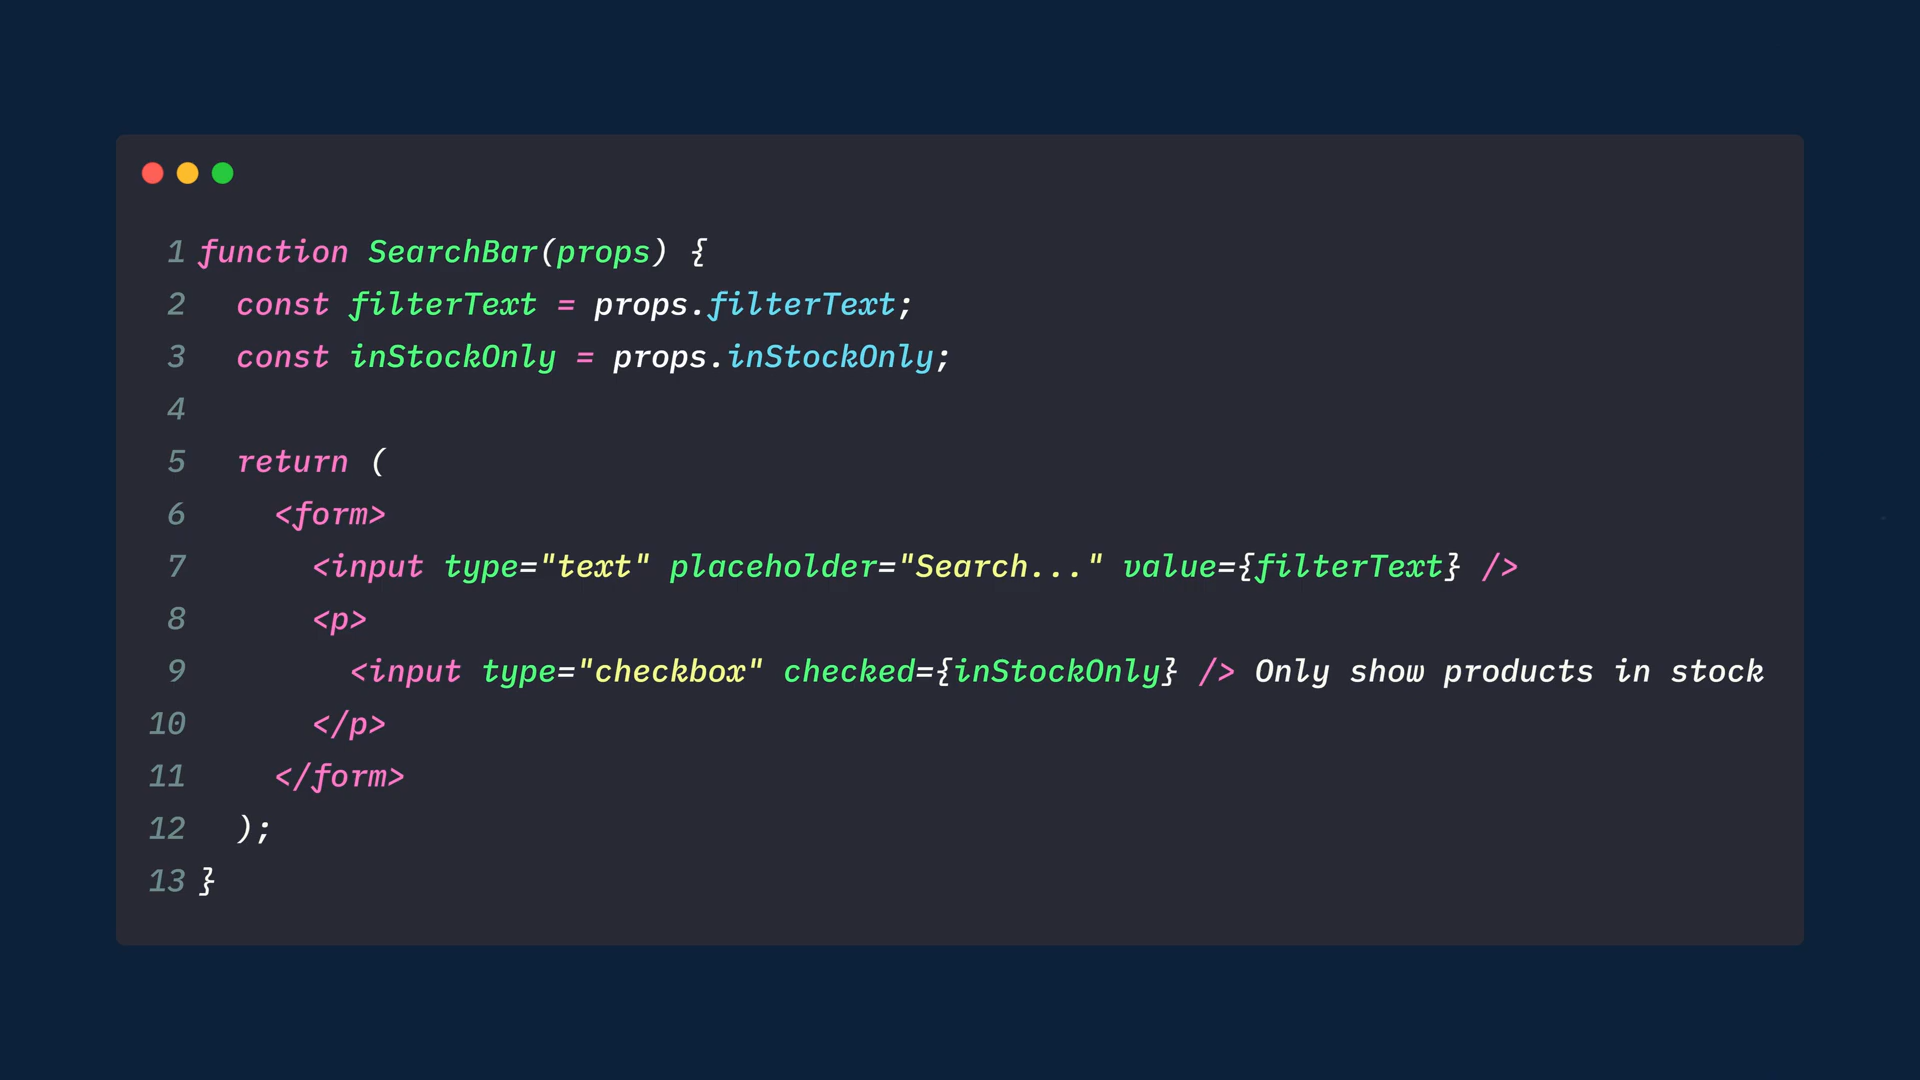 1 function SearchBar(props) {
2   const filterText = props.filterText;
3   const inStockOnly = props.inStockOnly;
4
5   return (
6     <form>
7       <input type="text" placeholder="Search..." value={filterText} />
8       <p>
9         <input type="checkbox" checked={inStockOnly} /> Only show products in stock
10       </p>
11     </form>
12   );
13 }